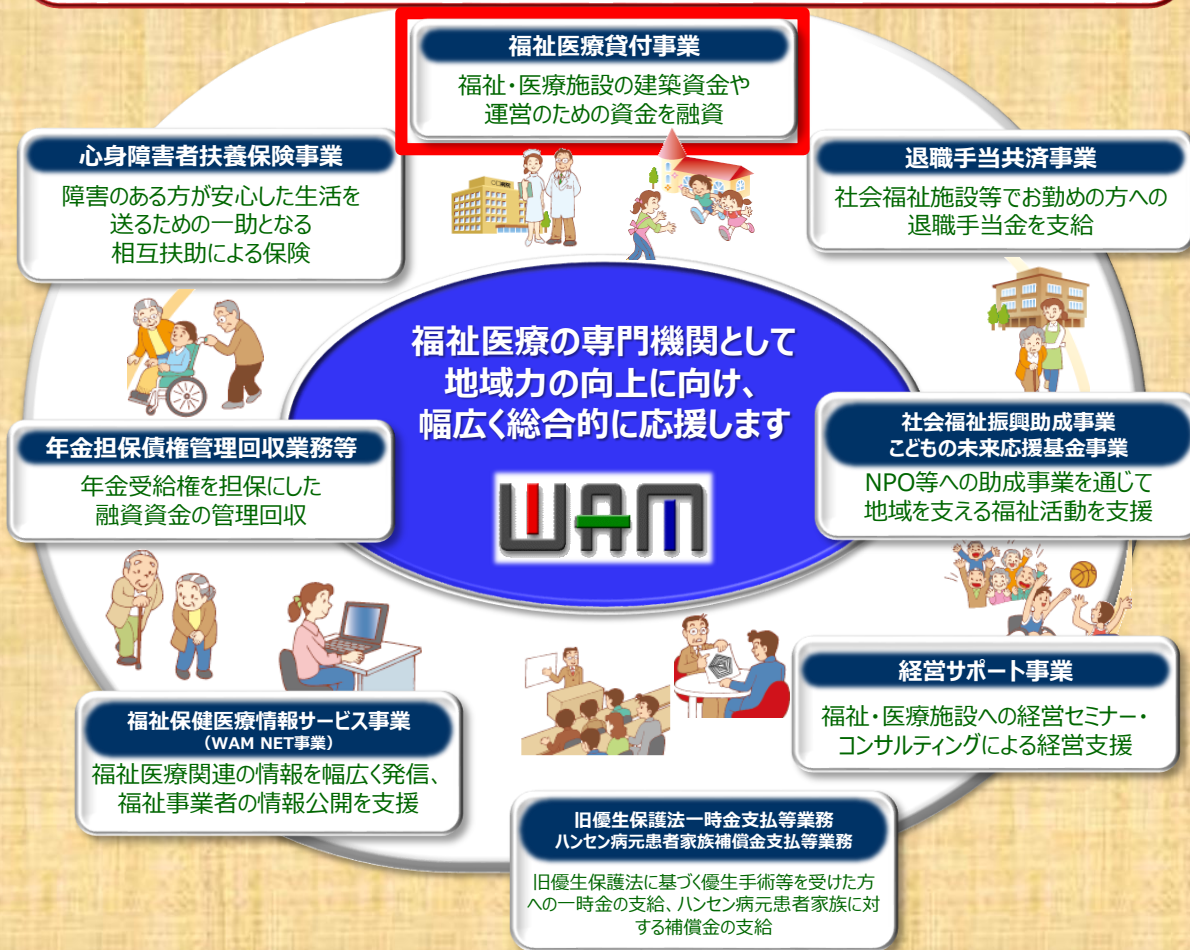 福祉医療貸付事業
福祉・医療施設の建築資金や
運営のための資金を融資
心身障害者扶養保険事業
障害のある方が安心した生活を
送るための一助となる
相互扶助による保険
退職手当共済事業
社会福祉施設等でお勤めの方への
退職手当金を支給
福祉医療の専門機関として
地域力の向上に向け、
幅広く総合的に応援します
WAM
年金担保債権管理回収業務等
年金受給権を担保にした
融資資金の管理回収
社会福祉振興助成事業
こどもの未来応援基金事業
NPO等への助成事業を通じて
地域を支える福祉活動を支援
経営サポート事業
福祉・医療施設への経営セミナー・
コンサルティングによる経営支援
福祉保健医療情報サービス事業
（WAM NET事業）
福祉医療関連の情報を幅広く発信、
福祉事業者の情報公開を支援
旧優生保護法一時金支払等業務
ハンセン病元患者家族補償金支払等業務
旧優生保護法に基づく優生手術等を受けた方
への一時金の支給、ハンセン病元患者家族に対
する補償金の支給